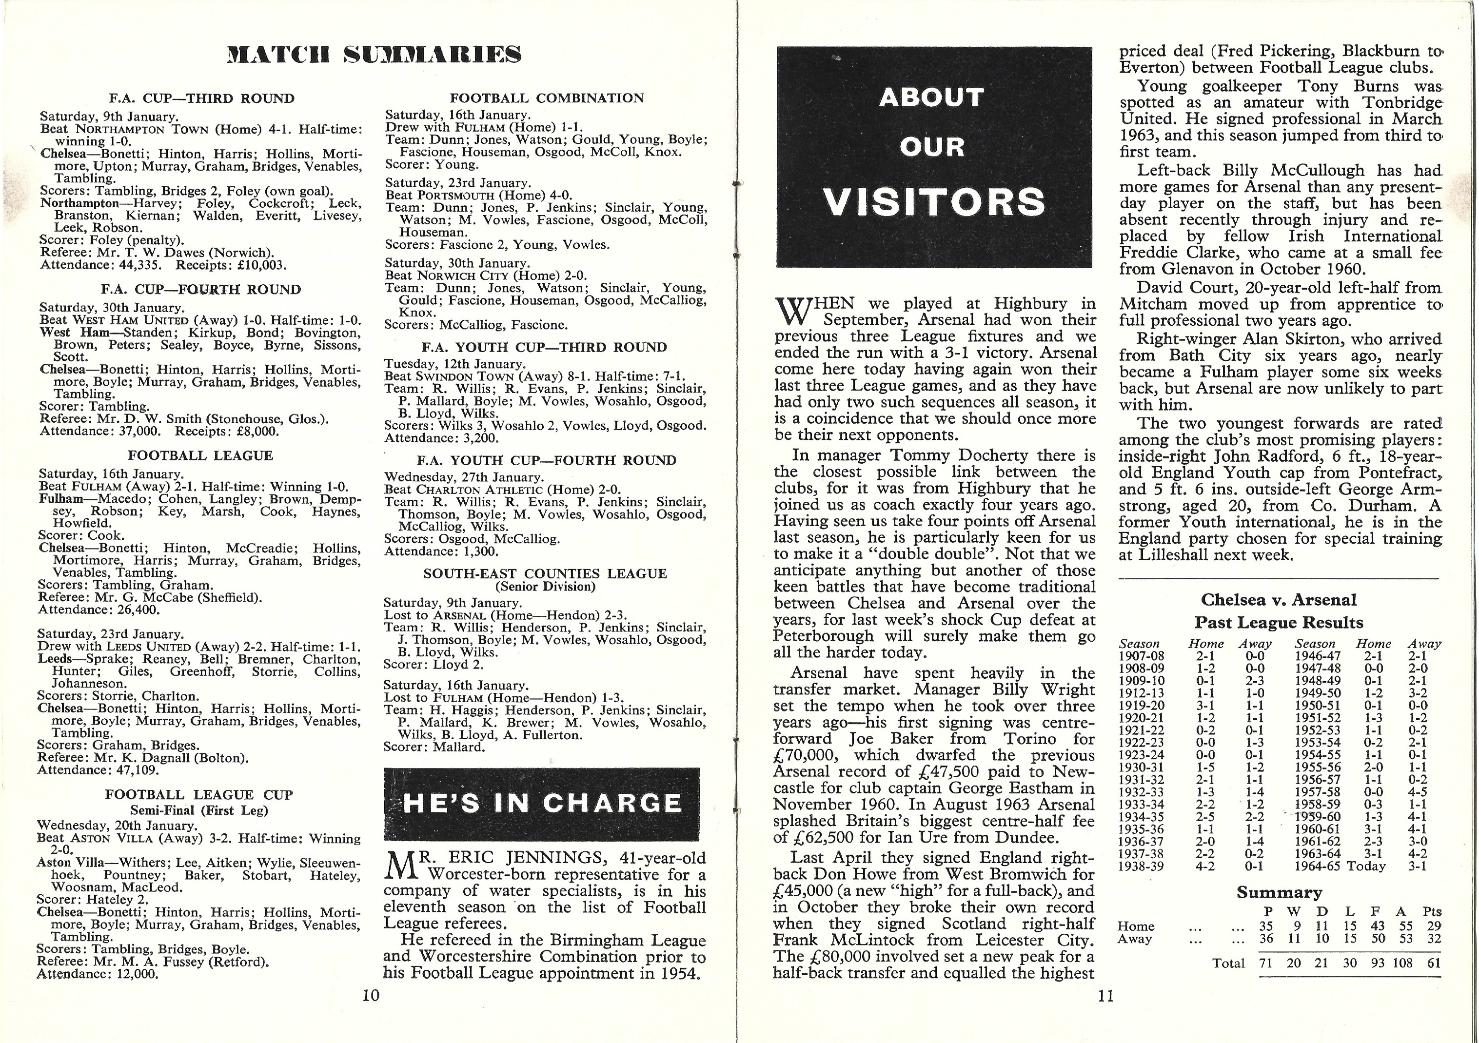 MATCH SUMMARIES
F.A. CUP—THIRD ROUND
Saturday, 9th January.
Beat NORTHAMPTON TOWN (Home) 4-1. Half-time:
winning 1-0.
Chelsea—Bonetti; Hinton, Harris; Hollins, Morti-
more, Upton; Murray, Graham, Bridges, Venables,
Tambling.
Scorers: Tambling, Bridges 2, Foley (own goal).
Northampton—Harvey; Foley, Cockcroft; Leck,
Branston, Kiernan; Walden, Everitt, Livesey,
Leek, Robson.
Scorer: Foley (penalty).
Referee: Mr. T. W. Dawes (Norwich).
Attendance: 44,335. Receipts: £10,003.
F.A. CUP—FOURTH ROUND
Saturday, 30th January.
Beat WEST HAM UNITED (Away) 1-0. Half-time: 1-0.
West Ham—Standen; Kirkup, Bond; Bovington,
Brown, Peters; Sealey, Boyce, Byrne, Sissons,
Scott.
Chelsea—Bonetti; Hinton, Harris; Hollins, Morti-
more, Boyle; Murray, Graham, Bridges, Venables,
Tambling.
Scorer: Tambling.
Referee: Mr. D. W. Smith (Stonehouse, Glos.).
Attendance: 37,000. Receipts: £8,000.
FOOTBALL LEAGUE
Saturday, 16th January.
Beat FULHAM (Away) 2-1. Half-time: Winning 1-0.
Fulham—Macedo; Cohen, Langley; Brown, Demp-
sey, Robson; Key, Marsh, Cook, Haynes,
Howfield.
Scorer: Cook.
Chelsea—Bonetti; Hinton, McCreadie; Hollins,
Mortimore, Harris; Murray, Graham, Bridges,
Venables, Tambling.
Scorers: Tambling, Graham.
Referee: Mr. G. McCabe (Sheffield).
Attendance: 26,400.
Saturday, 23rd January.
Drew with LEEDS UNITED (Away) 2-2. Half-time: 1-1.
Leeds—Sprake; Reaney, Bell; Bremner, Charlton,
Hunter; Giles, Greenhoff, Storrie, Collins,
Johanneson.
Scorers: Storrie, Charlton.
Chelsea—Bonetti; Hinton, Harris; Hollins, Morti-
more, Boyle; Murray, Graham, Bridges, Venables,
Tambling.
Scorers: Graham, Bridges.
Referee: Mr. K. Dagnall (Bolton).
Attendance: 47,109.
FOOTBALL LEAGUE CUP
Semi-Final (First Leg)
Wednesday, 20th January.
Beat ASTON VILLA (Away) 3-2. Half-time: Winning
2-0.
Aston Villa—Withers; Lee, Aitken; Wylie, Sleeuwen-
hoek, Pountney; Baker, Stobart, Hateley,
Woosnam, MacLeod.
Scorer: Hateley 2.
Chelsea—Bonetti; Hinton, Harris; Hollins, Morti-
more, Boyle; Murray, Graham, Bridges, Venables,
Tambling.
Scorers: Tambling, Bridges, Boyle.
Referee: Mr. M. A. Fussey (Retford).
Attendance: 12,000.
FOOTBALL COMBINATION
Saturday, 16th January.
Drew with FULHAM (Home) 1-1.
Team: Dunn; Jones, Watson; Gould, Young, Boyle;
Fascione, Houseman, Osgood, McColl, Knox.
Scorer: Young.
Saturday, 23rd January.
Beat PORTSMOUTH (Home) 4-0.
Team: Dunn; Jones, P. Jenkins; Sinclair, Young,
Watson; M. Vowles, Fascione, Osgood, McColl,
Houseman.
Scorers: Fascione 2, Young, Vowles.
Saturday, 30th January.
Beat NORWICH CITY (Home) 2-0.
Team: Dunn; Jones, Watson; Sinclair, Young,
Gould; Fascione, Houseman, Osgood, McCalliog,
Knox.
Scorers: McCalliog, Fascione.
F.A. YOUTH CUP—THIRD ROUND
Tuesday, 12th January.
Beat SWINDON TOWN (Away) 8-1. Half-time: 7-1.
Team: R. Willis; R. Evans, P. Jenkins; Sinclair,
P. Mallard, Boyle; M. Vowles, Wosahlo, Osgood,
B. Lloyd, Wilks.
Scorers: Wilks 3, Wosahlo 2, Vowles, Lloyd, Osgood.
Attendance: 3,200.
F.A. YOUTH CUP—FOURTH ROUND
Wednesday, 27th January.
Beat CHARLTON ATHLETIC (Home) 2-0.
Team: R. Willis; R. Evans, P. Jenkins; Sinclair,
Thomson, Boyle; M. Vowles, Wosahlo, Osgood,
McCalliog, Wilks.
Scorers: Osgood, McCalliog.
Attendance: 1,300.
SOUTH-EAST COUNTIES LEAGUE
(Senior Division)
Saturday, 9th January.
Lost to ARSENAL (Home—Hendon) 2-3.
Team: R. Willis; Henderson, P. Jenkins; Sinclair,
J. Thomson, Boyle; M. Vowles, Wosahlo, Osgood,
B. Lloyd, Wilks.
Scorer: Lloyd 2.
Saturday, 16th January.
Lost to FULHAM (Home—Hendon) 1-3.
Team: H. Haggis; Henderson, P. Jenkins; Sinclair,
P. Mallard, K. Brewer; M. Vowles, Wosahlo,
Wilks, B. Lloyd, A. Fullerton.
Scorer: Mallard.
HE'S IN CHARGE
MR. ERIC JENNINGS, 41-year-old
Worcester-born representative for a
company of water specialists, is in his
eleventh season on the list of Football
League referees.
He refereed in the Birmingham League
and Worcestershire Combination prior to
his Football League appointment in 1954.
10
ABOUT
OUR
VISITORS
WHEN we played at Highbury in
September, Arsenal had won their
previous three League fixtures and we
ended the run with a 3-1 victory. Arsenal
come here today having again won their
last three League games, and as they have
had only two such sequences all season, it
is a coincidence that we should once more
be their next opponents.
In manager Tommy Docherty there is
the closest possible link between the
clubs, for it was from Highbury that he
joined us as coach exactly four years ago.
Having seen us take four points off Arsenal
last season, he is particularly keen for us
to make it a “double double”. Not that we
anticipate anything but another of those
keen battles that have become traditional
between Chelsea and Arsenal over the
years, for last week's shock Cup defeat at
Peterborough will surely make them go
all the harder today.
Arsenal have spent heavily in the
transfer market. Manager Billy Wright
set the tempo when he took over three
years ago—his first signing was centre-
forward Joe Baker from Torino for
£70,000, which dwarfed the previous
Arsenal record of £47,500 paid to New-
castle for club captain George Eastham in
November 1960. In August 1963 Arsenal
splashed Britain's biggest centre-half fee
of £62,500 for Ian Ure from Dundee.
Last April they signed England right-
back Don Howe from West Bromwich for
£45,000 (a new “high” for a full-back), and
in October they broke their own record
when they signed Scotland right-half
Frank McLintock from Leicester City.
The £80,000 involved set a new peak for a
half-back transfer and equalled the highest
priced deal (Fred Pickering, Blackburn to
Everton) between Football League clubs.
Young goalkeeper Tony Burns was
spotted as an amateur with Tonbridge
United. He signed professional in March
1963, and this season jumped from third to
first team.
Left-back Billy McCullough has had
more games for Arsenal than any present-
day player on the staff, but has been
absent recently through injury and re-
placed by fellow Irish International
Freddie Clarke, who came at a small fee
from Glenavon in October 1960.
David Court, 20-year-old left-half from
Mitcham moved up from apprentice to
full professional two years ago.
Right-winger Alan Skirton, who arrived
from Bath City six years ago, nearly
became a Fulham player some six weeks
back, but Arsenal are now unlikely to part
with him.
The two youngest forwards are rated
among the club's most promising players:
inside-right John Radford, 6 ft., 18-year-
old England Youth cap from Pontefract,
and 5 ft. 6 ins. outside-left George Arm-
strong, aged 20, from Co. Durham. A
former Youth international, he is in the
England party chosen for special training
at Lilleshall next week.
Chelsea v. Arsenal
Past League Results
Season Home Away Season Home Away
1907-08 2-1 0-0 1946-47 2-1 2-1
1908-09 1-2 0-0 1947-48 0-0 2-0
1909-10 0-1 2-3 1948-49 0-1 2-1
1912-13 1-1 1-0 1949-50 1-2 3-2
1919-20 3-1 1-1 1950-51 0-1 0-0
1920-21 1-2 1-1 1951-52 1-3 1-2
1921-22 0-2 0-1 1952-53 1-1 0-2
1922-23 0-0 1-3 1953-54 0-2 2-1
1923-24 0-0 0-1 1954-55 1-1 0-1
1930-31 1-5 1-2 1955-56 2-0 1-1
1931-32 2-1 1-1 1956-57 1-1 0-2
1932-33 1-3 1-4 1957-58 0-0 4-5
1933-34 2-2 1-2 1958-59 0-3 1-1
1934-35 2-5 2-2 1959-60 1-3 4-1
1935-36 1-1 1-1 1960-61 3-1 4-1
1936-37 2-0 1-4 1961-62 2-3 3-0
1937-38 2-2 0-2 1963-64 3-1 4-2
1938-39 4-2 0-1 1964-65 Today 3-1
Summary
P W D L F A Pts
Home ... ... 35 9 11 15 43 55 29
Away ... ... 36 11 10 15 50 53 32
Total 71 20 21 30 93 108 61
11